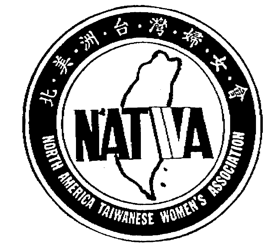 北·美·洲·台·灣·婦·女·會
NATWA
NORTH AMERICA TAIWANESE WOMEN'S ASSOCIATION